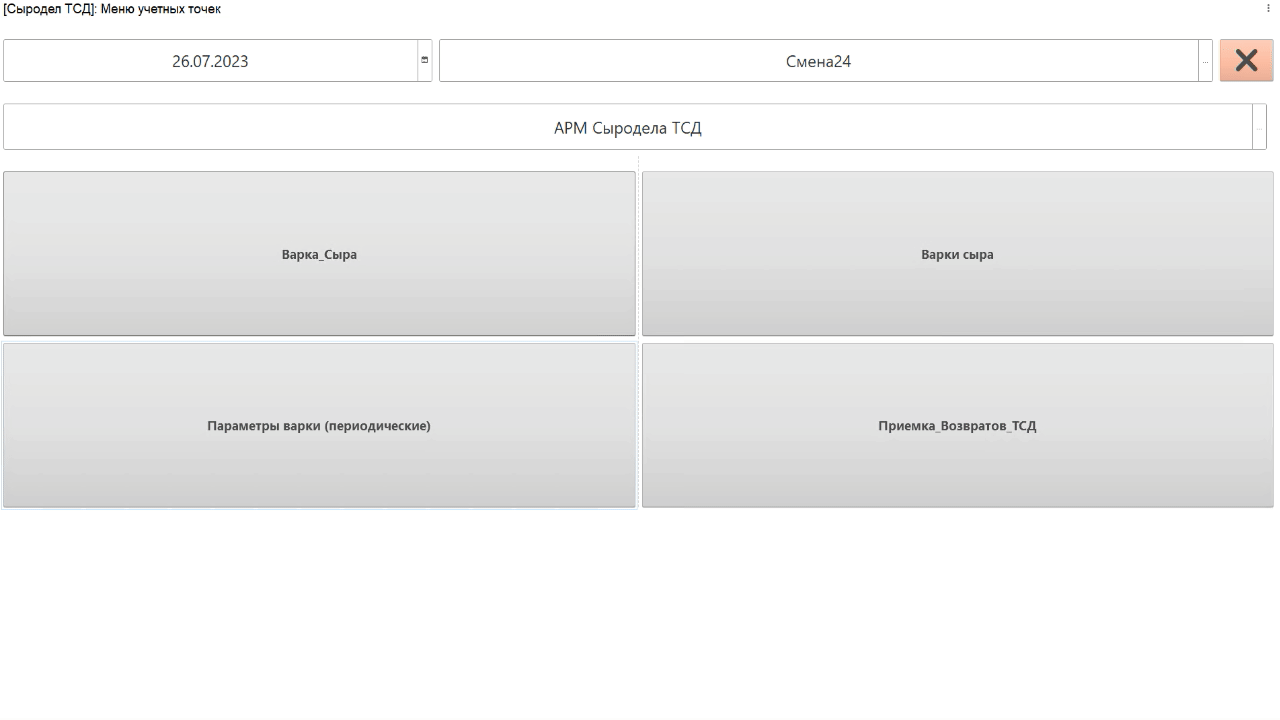 [Сыродел ТСД]: Меню учетных точек
26.07.2023
Смена24
...
АРМ Сыродела ТСД
...
Варка_Сыра
Варки сыра
Параметры варки (периодические)
Приемка_Возвратов_ТСД